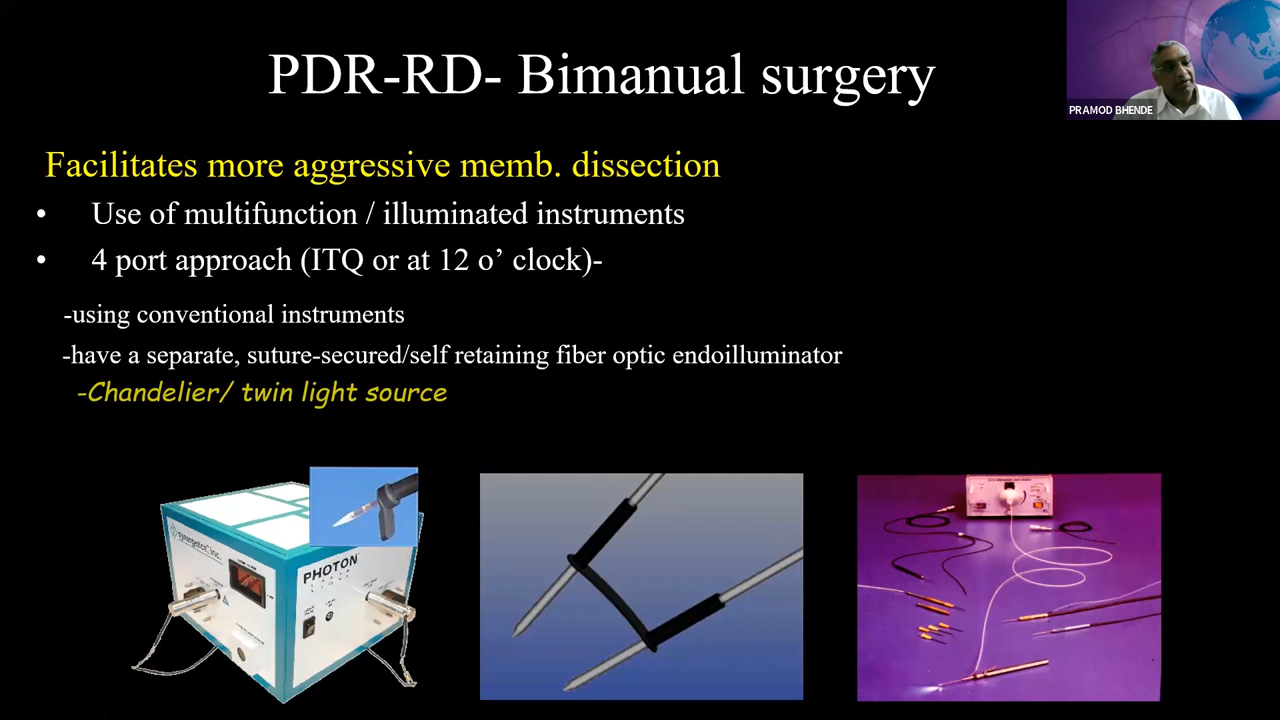 PDR-RD- Bimanual surgery
PRAMOD BHENDE
Facilitates more aggressive memb. dissection
• Use of multifunction / illuminated instruments
• 4 port approach (ITQ or at 12 o’ clock)-
-using conventional instruments
-have a separate, suture-secured/self retaining fiber optic endoilluminator
-Chandelier/ twin light source
synergetics inc.
PHOTON